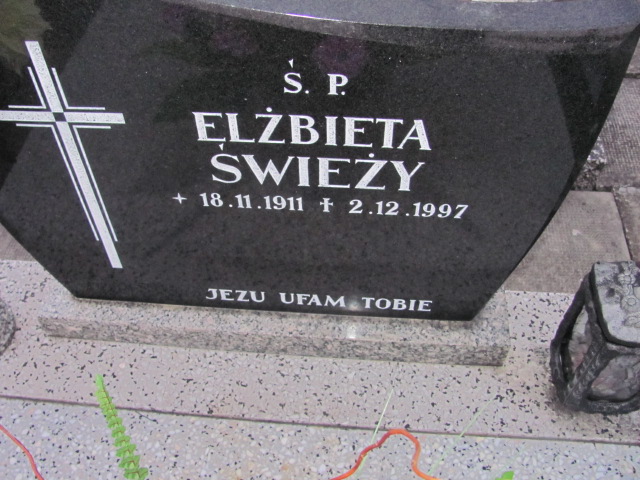 Ś. P.
ELŻBIETA
ŚWIEŻY
+ 18.11.1911 ✝ 2.12.1997
JEZU UFAM TOBIE